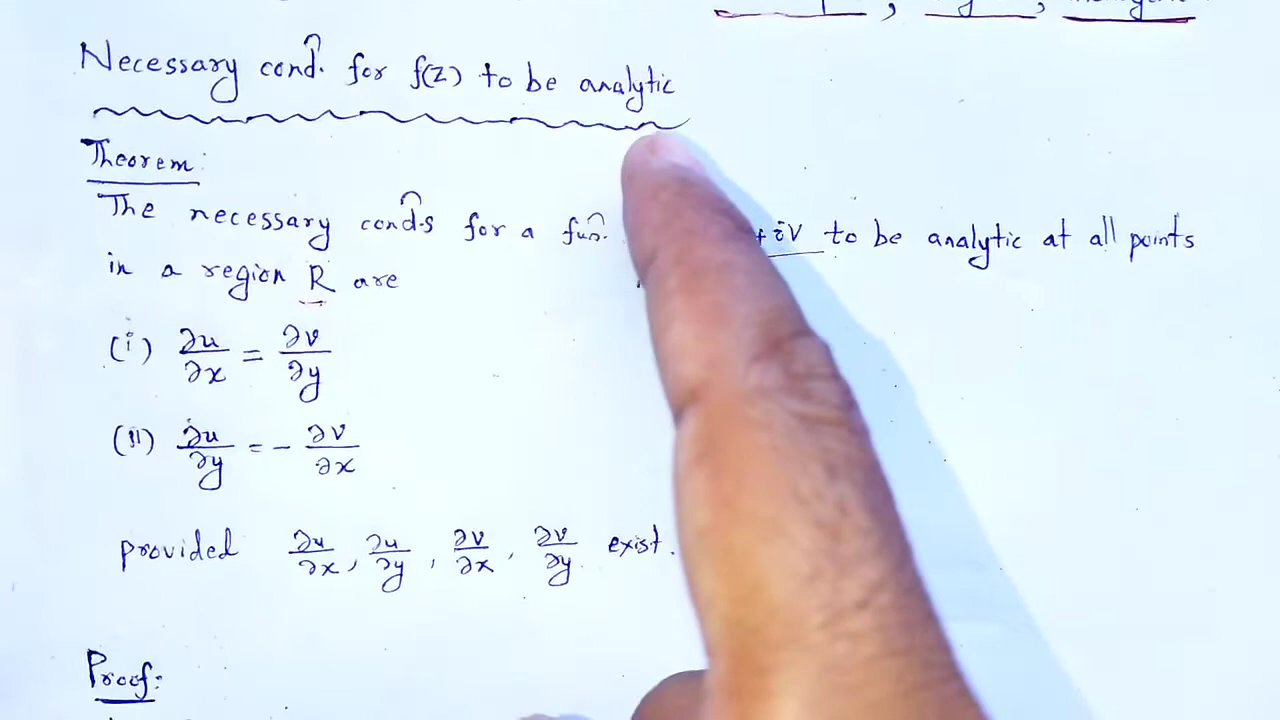 Necessary cond. for f(z) to be analytic
Theorem:
The necessary conds for a fun. +iV to be analytic at all points
in a region R are
(i) ∂u/∂x = ∂v/∂y
(ii) ∂u/∂y = - ∂v/∂x
provided ∂u/∂x, ∂u/∂y, ∂v/∂x, ∂v/∂y exist.
Proof: